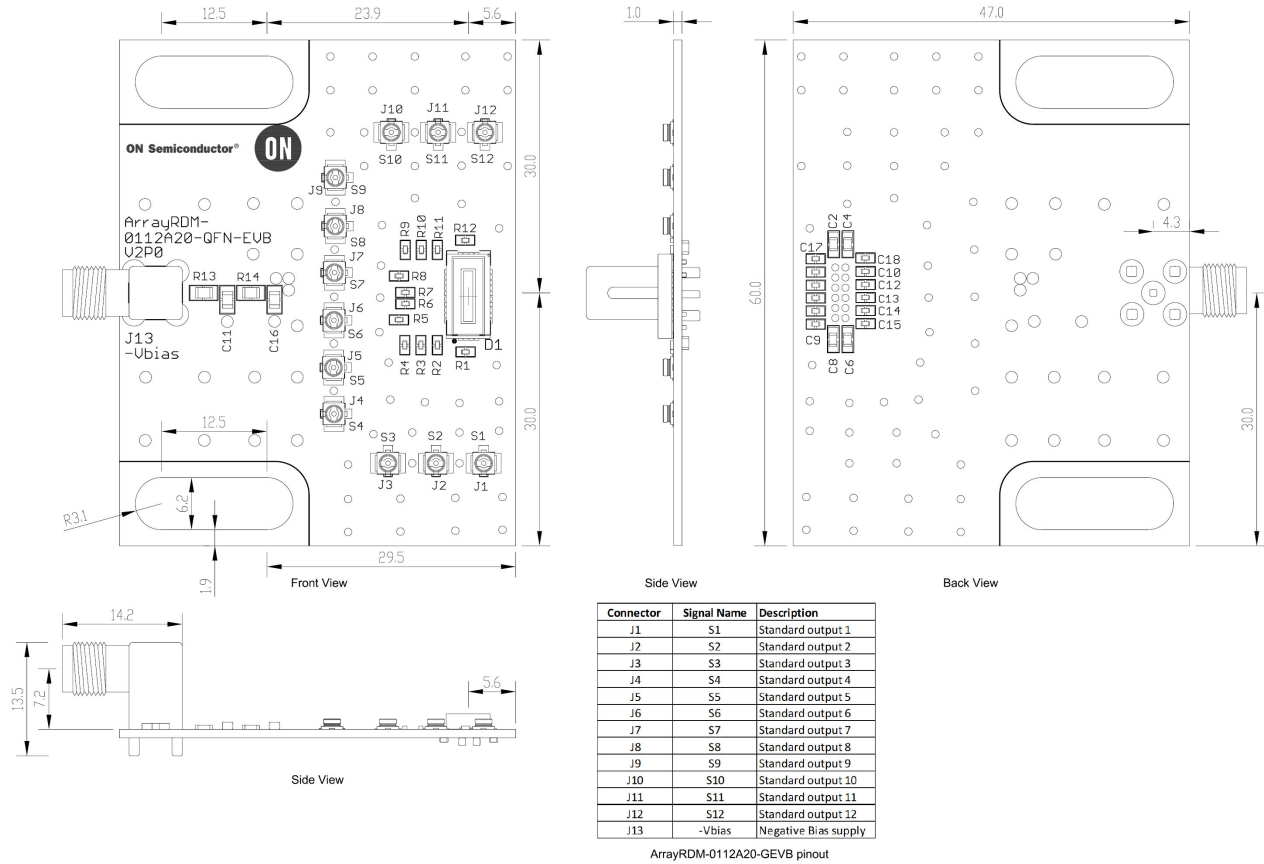 12.5
23.9
5.6
1.0
47.0
J10
J11
J12
ON Semiconductor®
ON
S10
S11
S12
30.0
J9
S9
ArrayRDM-
0112A20-QFN-EVB
V2P0
J8
S8
R9
R10
R11
R12
J7
S7
R8
R7
R6
R5
R13
R14
J6
S6
D1
J13
-Vbias
C11
C16
J5
S5
R4
R3
R2
R1
J4
S4
12.5
S3
S2
S1
J3
J2
J1
30.0
R3.1
6.2
1.9
29.5
60.0
C2
C4
4.3
C17
C18
C10
C12
C13
C14
C15
C9
C8
C6
30.0
Front View
Side View
Back View
14.2
13.5
7.2
5.6
Side View
Connector Signal Name Description
J1 S1 Standard output 1
J2 S2 Standard output 2
J3 S3 Standard output 3
J4 S4 Standard output 4
J5 S5 Standard output 5
J6 S6 Standard output 6
J7 S7 Standard output 7
J8 S8 Standard output 8
J9 S9 Standard output 9
J10 S10 Standard output 10
J11 S11 Standard output 11
J12 S12 Standard output 12
J13 -Vbias Negative Bias supply
ArrayRDM-0112A20-GEVB pinout